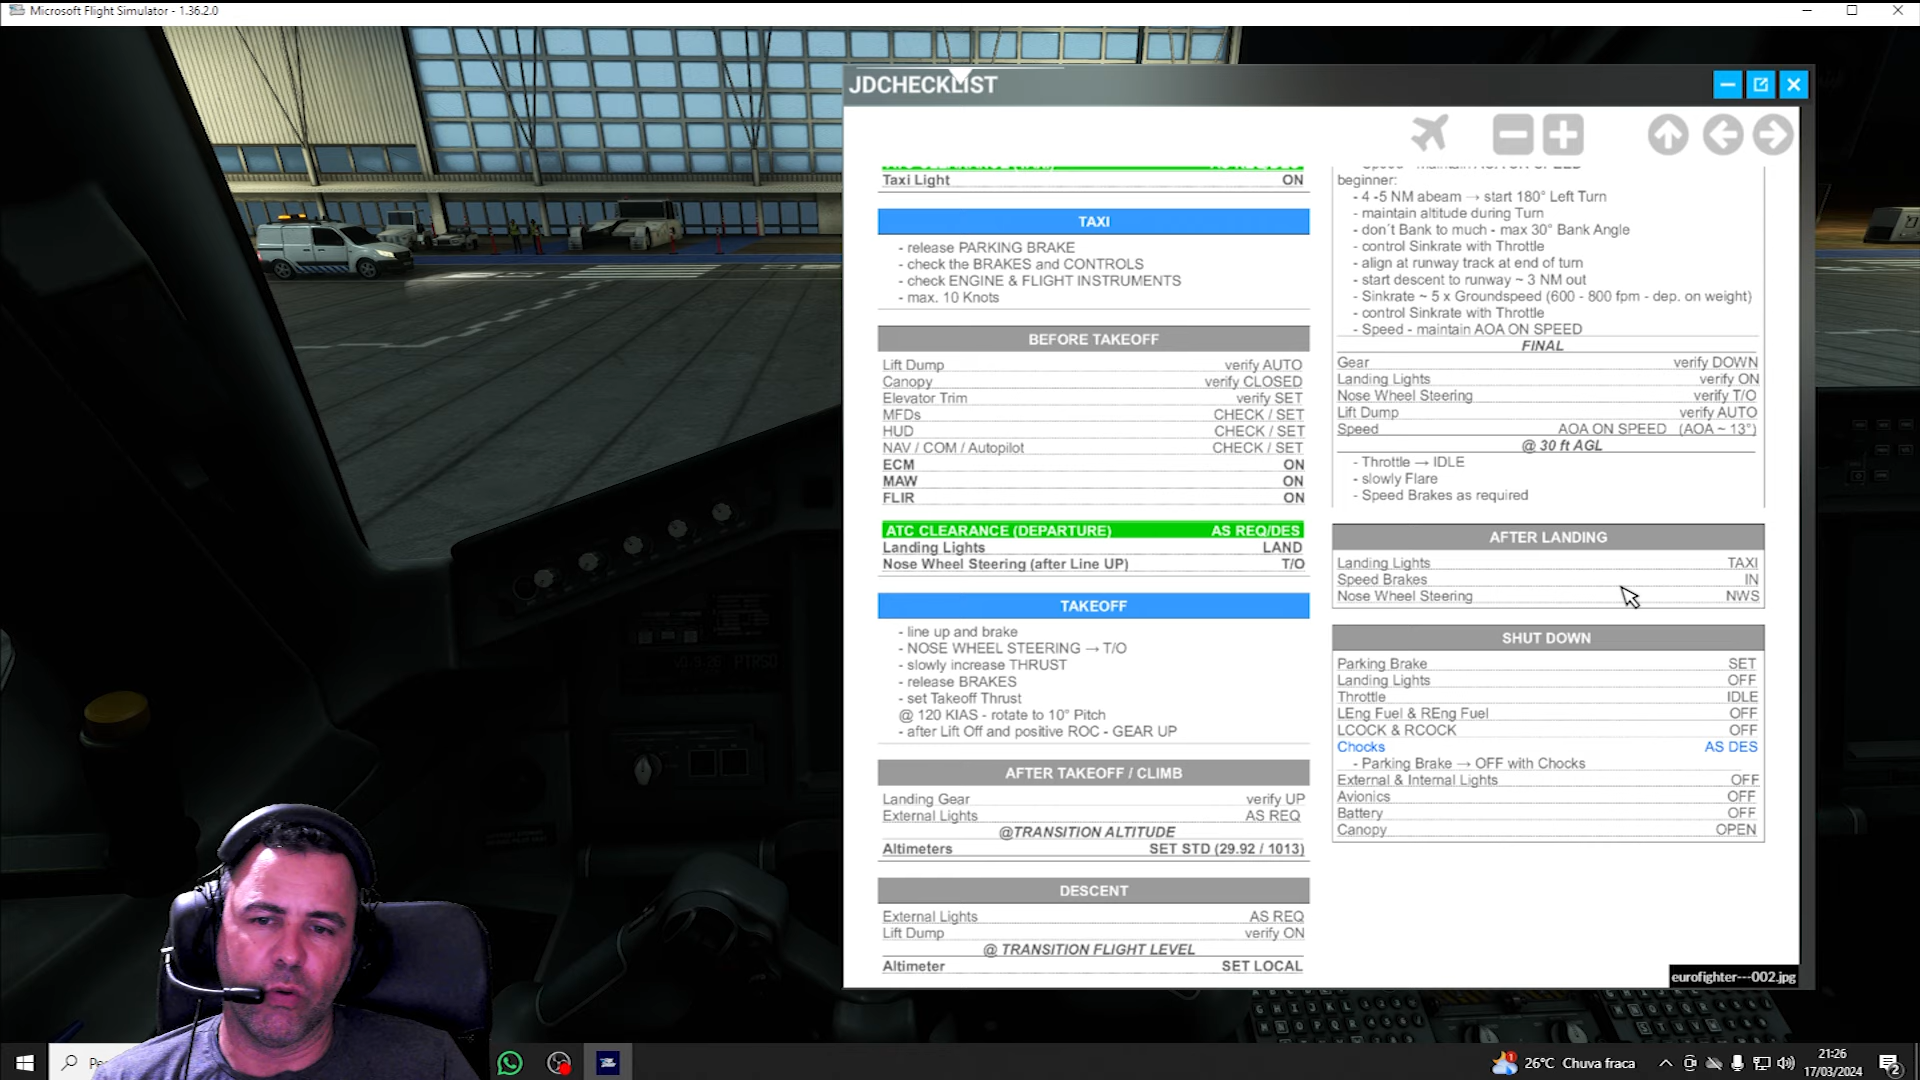 Microsoft Flight Simulator - 1.36.2.0
JDCHECKLIST
Taxi Light ON
TAXI
- release PARKING BRAKE
- check the BRAKES and CONTROLS
- check ENGINE & FLIGHT INSTRUMENTS
- max. 10 Knots
BEFORE TAKEOFF
Lift Dump verify AUTO
Canopy verify CLOSED
Elevator Trim verify SET
MFDs CHECK / SET
HUD CHECK / SET
NAV / COM / Autopilot CHECK / SET
ECM ON
MAW ON
FLIR ON
ATC CLEARANCE (DEPARTURE) AS REQ/DES
Landing Lights LAND
Nose Wheel Steering (after Line UP) T/O
TAKEOFF
- line up and brake
- NOSE WHEEL STEERING → T/O
- slowly increase THRUST
- release BRAKES
- set Takeoff Thrust
@ 120 KIAS - rotate to 10° Pitch
- after Lift Off and positive ROC - GEAR UP
AFTER TAKEOFF / CLIMB
Landing Gear verify UP
External Lights AS REQ
@TRANSITION ALTITUDE
Altimeters SET STD (29.92 / 1013)
DESCENT
External Lights AS REQ
Lift Dump verify ON
@ TRANSITION FLIGHT LEVEL
Altimeter SET LOCAL
- Speed - maintain AOA ON SPEED
beginner:
- 4 -5 NM abeam → start 180° Left Turn
- maintain altitude during Turn
- don´t Bank to much - max 30° Bank Angle
- control Sinkrate with Throttle
- align at runway track at end of turn
- start descent to runway ~ 3 NM out
- Sinkrate ~ 5 x Groundspeed (600 - 800 fpm - dep. on weight)
- control Sinkrate with Throttle
- Speed - maintain AOA ON SPEED
FINAL
Gear verify DOWN
Landing Lights verify ON
Nose Wheel Steering verify T/O
Lift Dump verify AUTO
Speed AOA ON SPEED (AOA ~ 13°)
@ 30 ft AGL
- Throttle → IDLE
- slowly Flare
- Speed Brakes as required
AFTER LANDING
Landing Lights TAXI
Speed Brakes IN
Nose Wheel Steering NWS
SHUT DOWN
Parking Brake SET
Landing Lights OFF
Throttle IDLE
LEng Fuel & REng Fuel OFF
LCOCK & RCOCK OFF
Chocks AS DES
- Parking Brake → OFF with Chocks
External & Internal Lights OFF
Avionics OFF
Battery OFF
Canopy OPEN
eurofighter---002.jpg
26°C Chuva fraca
21:26
17/03/2024